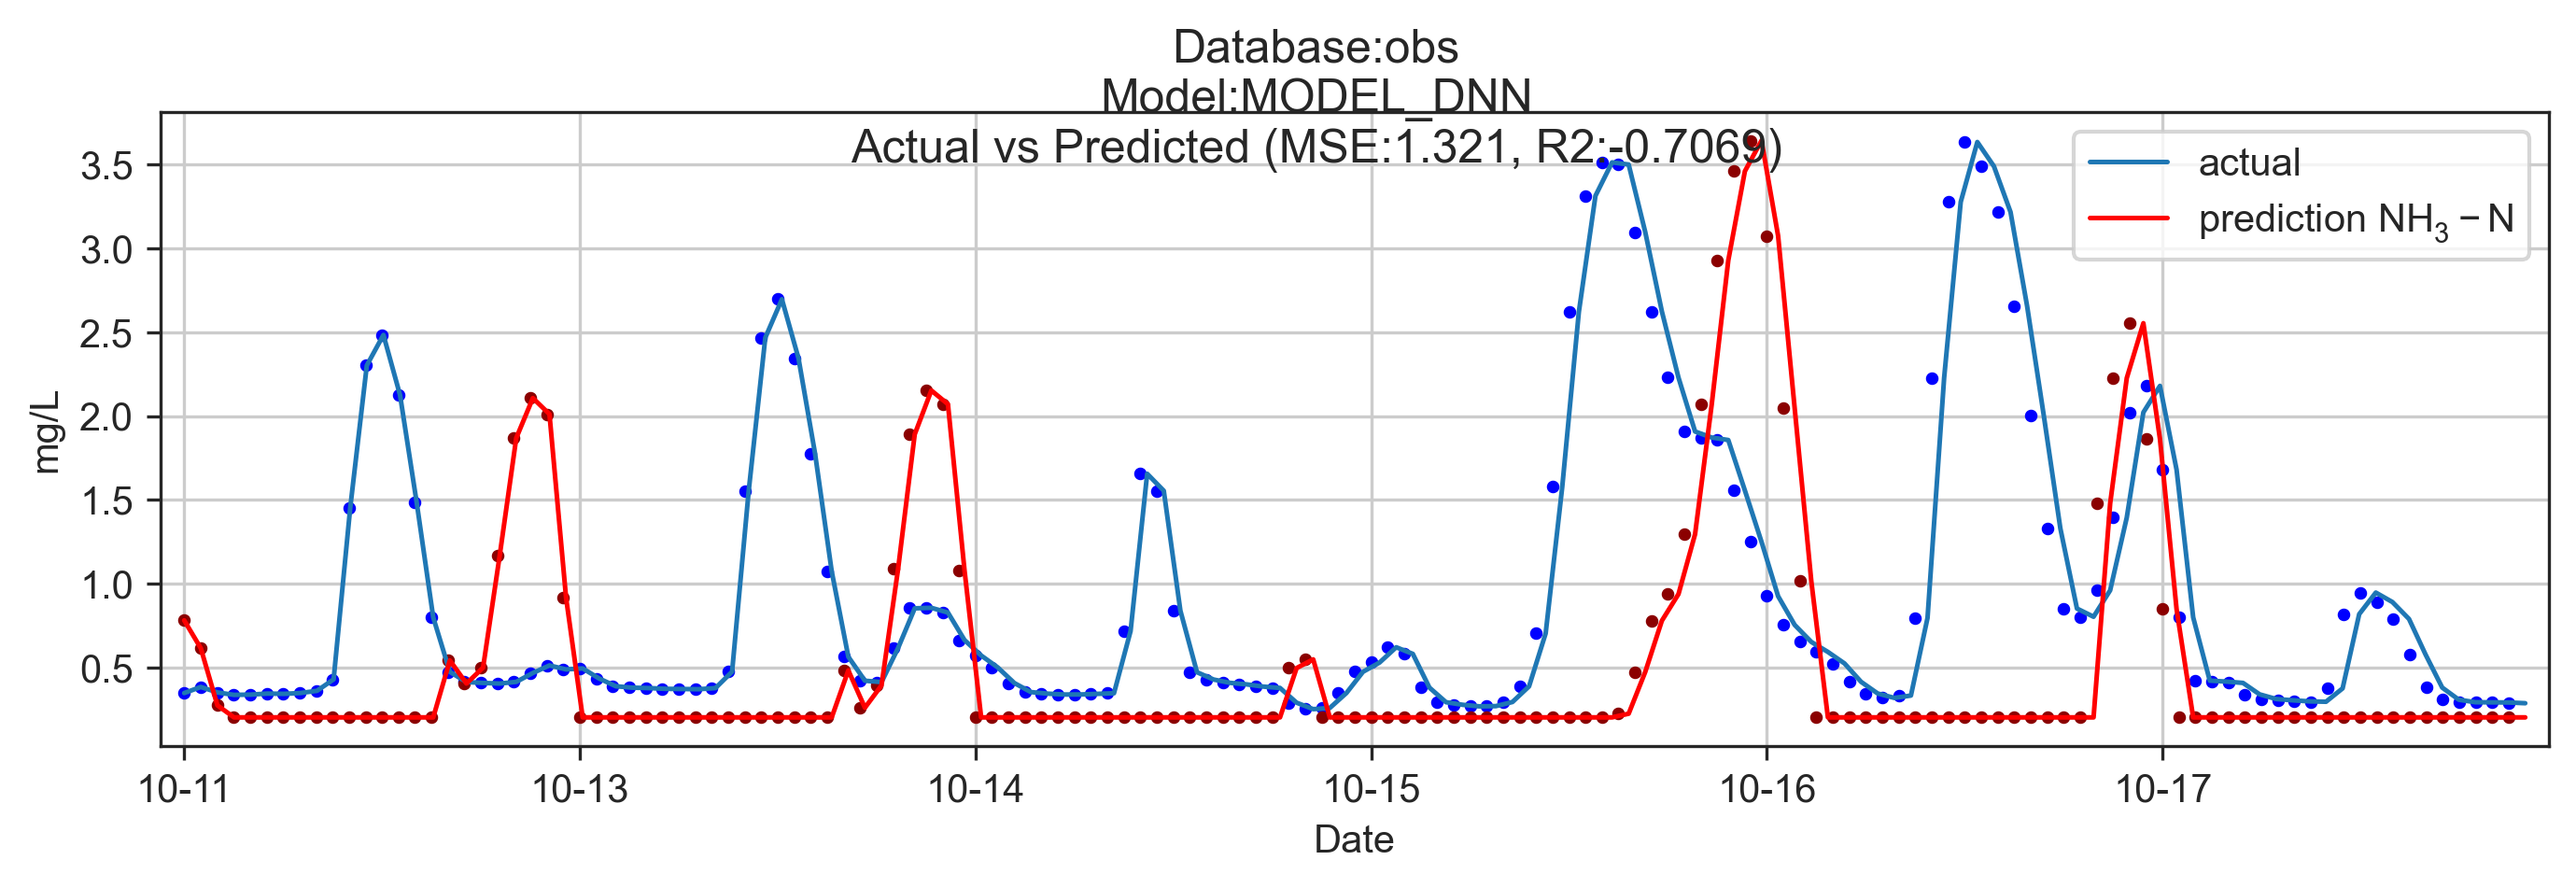 Database:obs
Model:MODEL_DNN
Actual vs Predicted (MSE:1.321, R2:-0.7069)
3.5
3.0
2.5
2.0
1.5
1.0
0.5
mg/L
actual
prediction NH₃ − N
10-11 10-13 10-14 10-15 10-16 10-17
Date